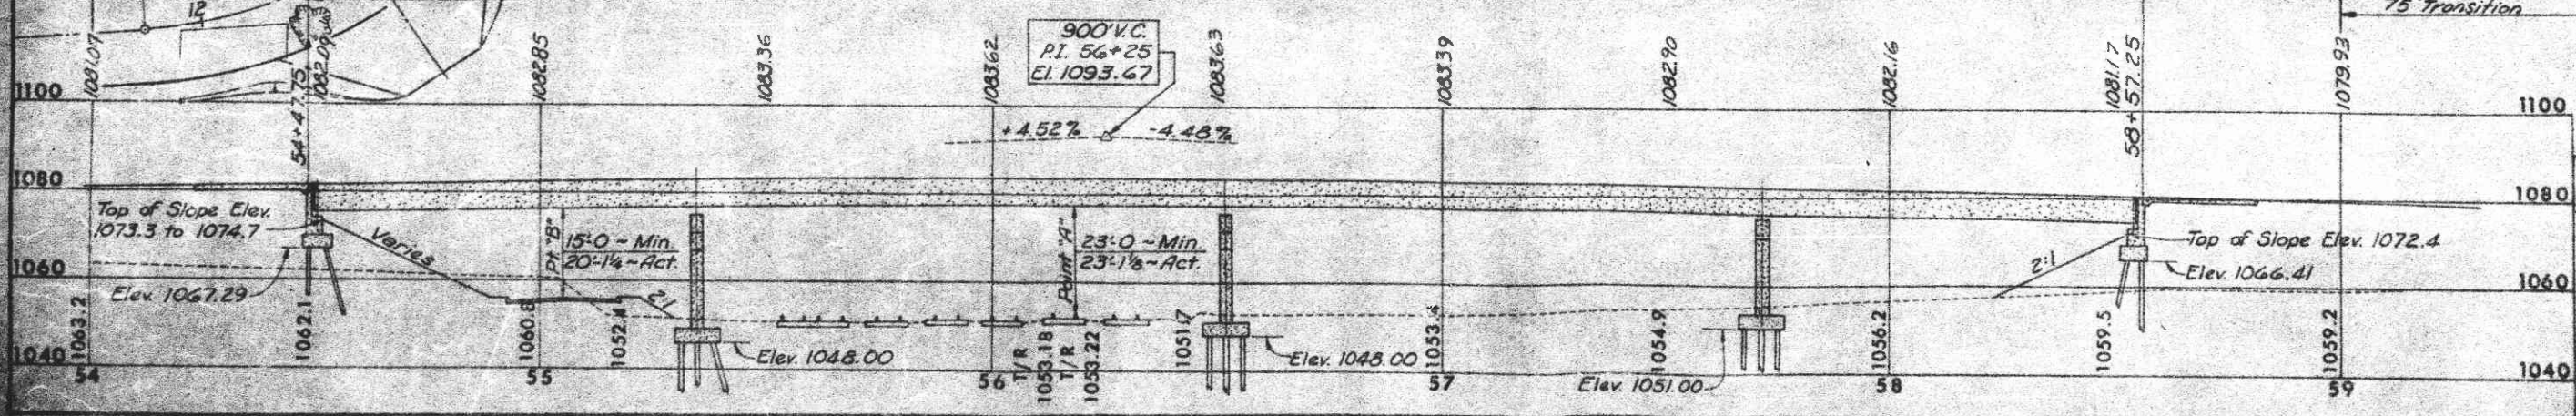 12
75' Transition
900' V.C.
P.I. 56+25
El. 1093.67
1081.07
54+47.75
1082.09
1082.85
1083.36
1083.62
1083.63
1083.39
1082.90
1082.16
1081.17
58+57.25
1079.93
1100
1100
+4.52%
-4.48%
1080
1080
Top of Slope Elev.
1073.3 to 1074.7
Varies
Pt. "B"
15'-0 ~ Min.
20'-1¼ ~ Act.
Point "A"
23'-0 ~ Min.
23'-1⅛ ~ Act.
Top of Slope Elev. 1072.4
2:1
2:1
Elev. 1066.41
1060
1060
Elev. 1067.29
1063.2
1062.1
1060.8
1052.4
T/R
1053.18
T/R
1053.22
1051.7
1053.4
1054.9
1056.2
1059.5
1059.2
Elev. 1048.00
Elev. 1048.00
Elev. 1051.00
1040
1040
54
55
56
57
58
59